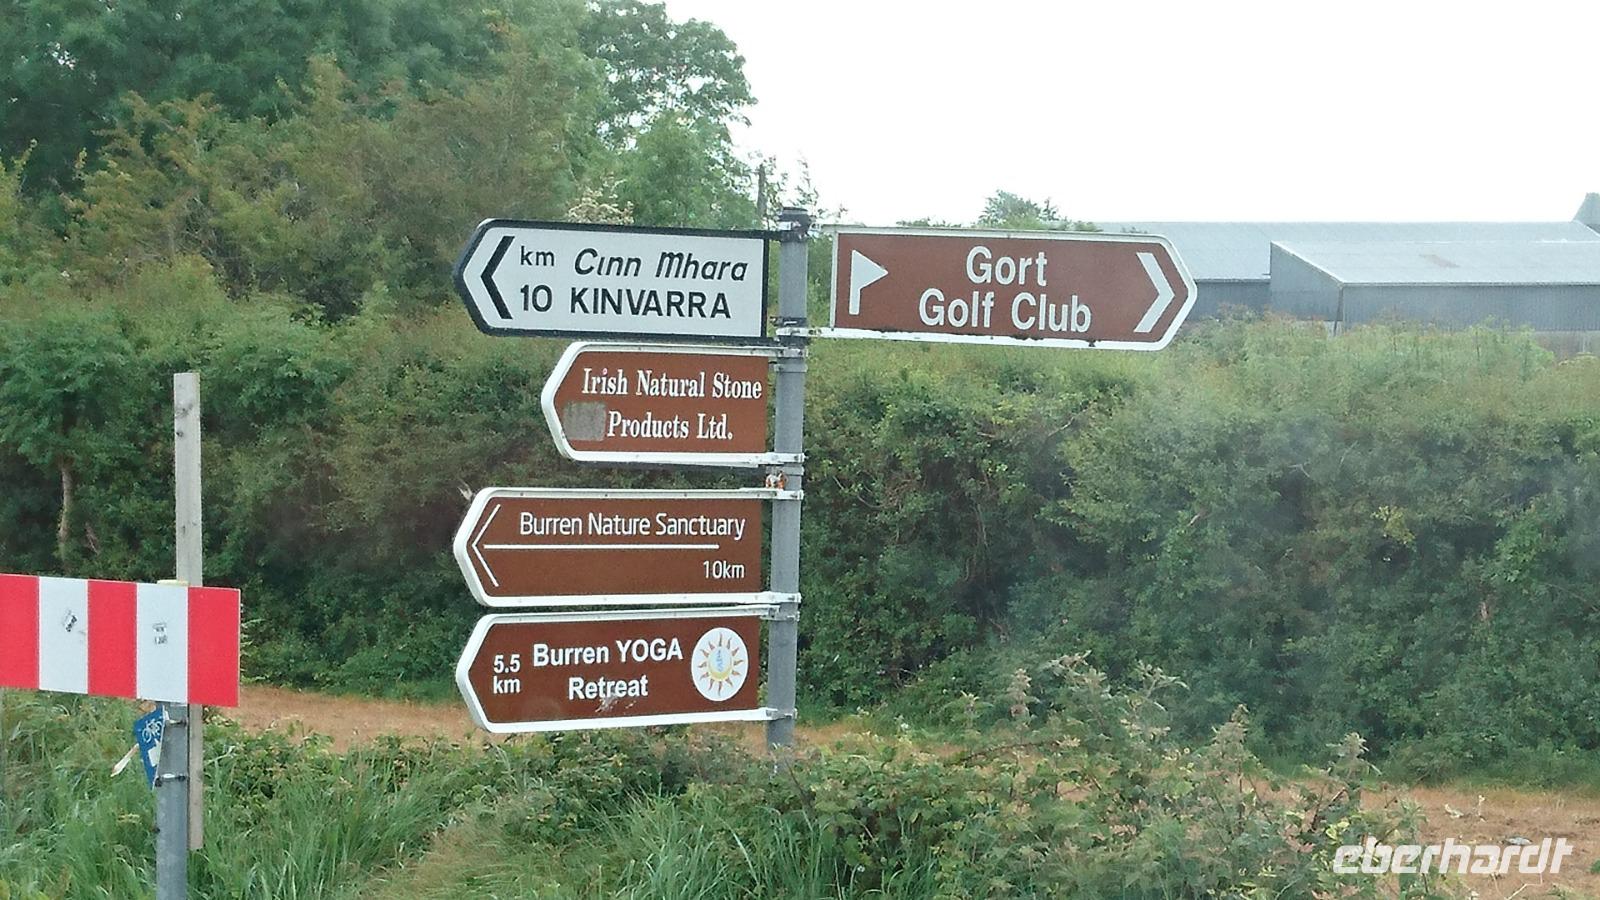 km Cınn Mhara
10 KINVARRA
Gort
Golf Club
Irish Natural Stone
Products Ltd.
Burren Nature Sanctuary
10km
5.5 km
Burren YOGA
Retreat
eberhardt